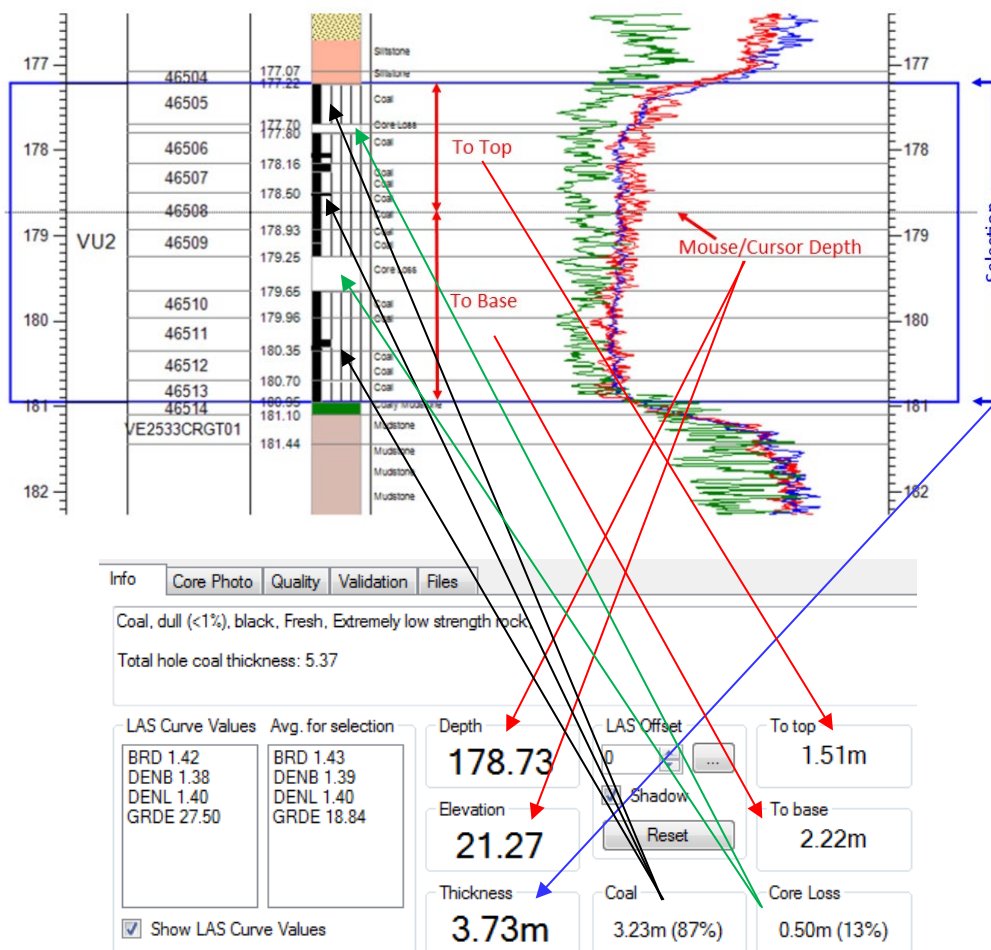 Siltstone
177
177.07
Siltstone
177
46504
177.22
46505
Coal
177.70
Core Loss
177.80
178
46506
Coal
To Top
178
178.16
46507
Coal
Coal
178.50
Coal
46508
Coal
179
VU2
178.93
Coal
46509
Coal
Mouse/Cursor Depth
179
Selection
179.25
Core Loss
179.65
46510
Coal
To Base
180
179.96
Coal
180
46511
180.35
Coal
46512
Coal
180.70
46513
Coal
180.95
181
46514
Coaly Mudstone
181
181.10
VE2533CRGT01
Mudstone
181.44
Mudstone
Mudstone
182
Mudstone
182
Info
Core Photo
Quality
Validation
Files
Coal, dull (<1%), black, Fresh, Extremely low strength rock
Total hole coal thickness: 5.37
LAS Curve Values
BRD 1.42
DENB 1.38
DENL 1.40
GRDE 27.50
Avg. for selection
BRD 1.43
DENB 1.39
DENL 1.40
GRDE 18.84
Show LAS Curve Values
Depth
178.73
Elevation
21.27
Thickness
3.73m
LAS Offset
0
...
Shadow
Reset
Coal
3.23m (87%)
To top
1.51m
To base
2.22m
Core Loss
0.50m (13%)